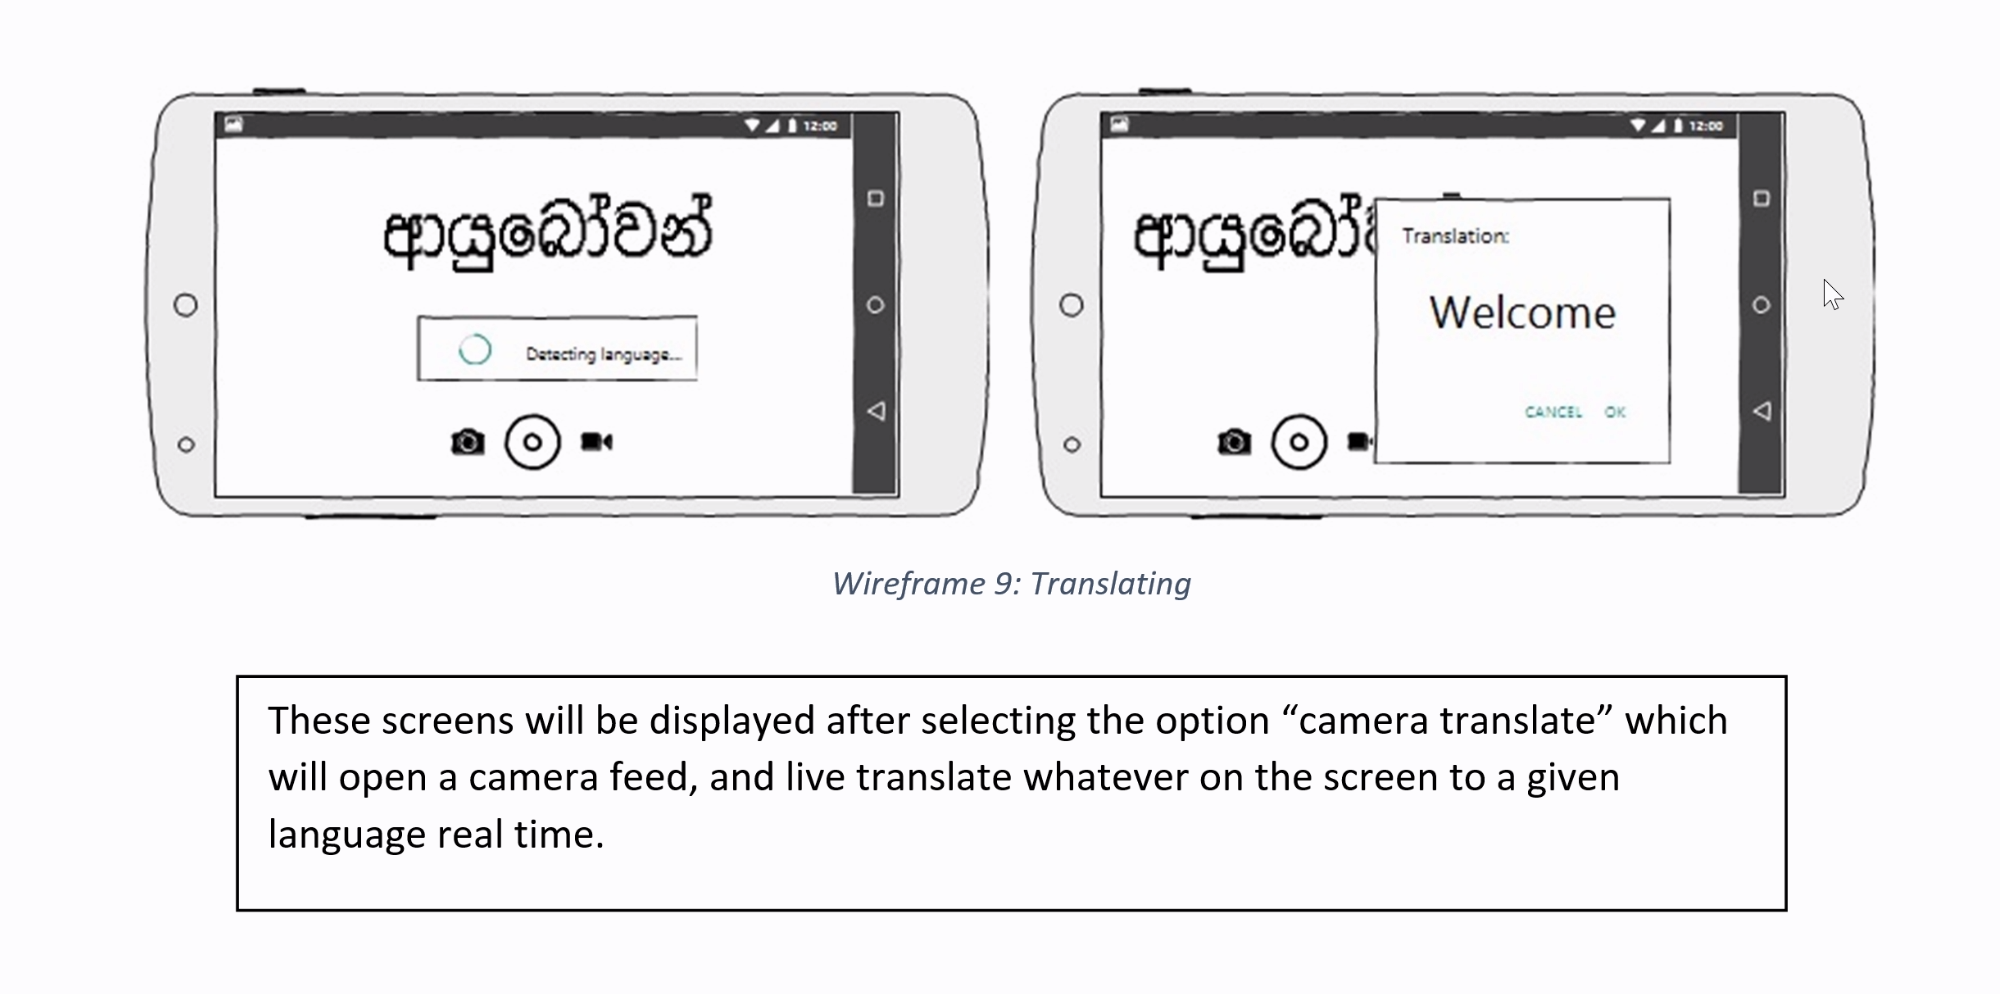 12:00
ආයුබෝවන්
Detecting language...
12:00
ආයුබෝ
Translation:
Welcome
CANCEL OK
Wireframe 9: Translating
These screens will be displayed after selecting the option “camera translate” which
will open a camera feed, and live translate whatever on the screen to a given
language real time.